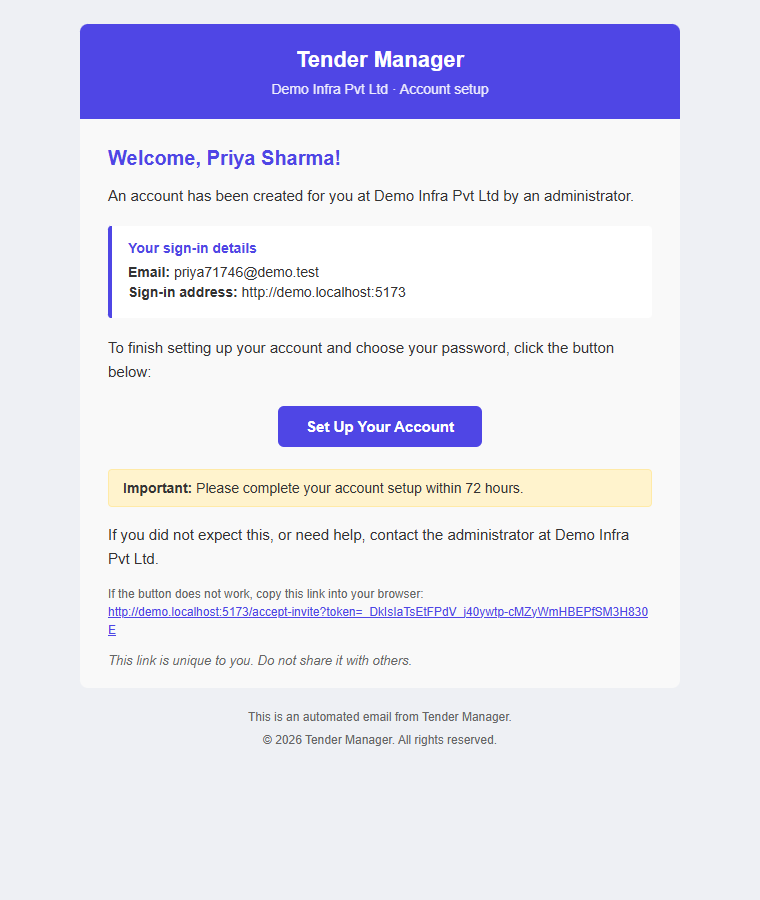 Tender Manager
Demo Infra Pvt Ltd · Account setup
Welcome, Priya Sharma!
An account has been created for you at Demo Infra Pvt Ltd by an administrator.
Your sign-in details
Email: priya71746@demo.test
Sign-in address: http://demo.localhost:5173
To finish setting up your account and choose your password, click the button
below:
Set Up Your Account
Important: Please complete your account setup within 72 hours.
If you did not expect this, or need help, contact the administrator at Demo Infra
Pvt Ltd.
If the button does not work, copy this link into your browser:
http://demo.localhost:5173/accept-invite?token=_DkIsIaTsEtFPdV_j40ywtp-cMZyWmHBEPfSM3H830
E
This link is unique to you. Do not share it with others.
This is an automated email from Tender Manager.
© 2026 Tender Manager. All rights reserved.